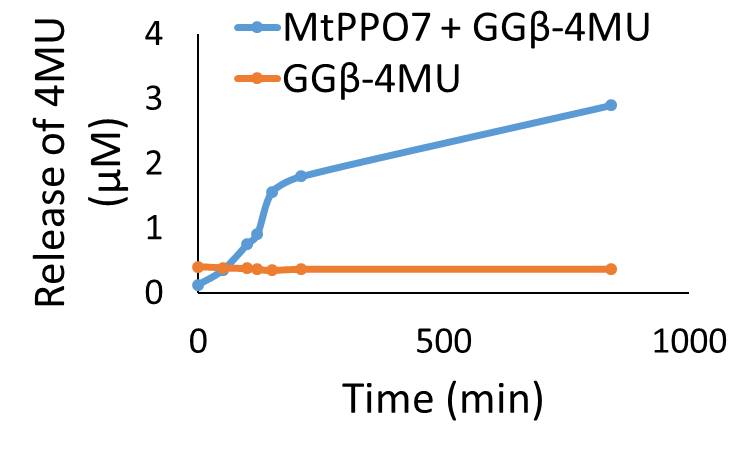 Release of 4MU
(µM)
4
3
2
1
0
MtPPO7 + GGβ-4MU
GGβ-4MU
0
500
1000
Time (min)